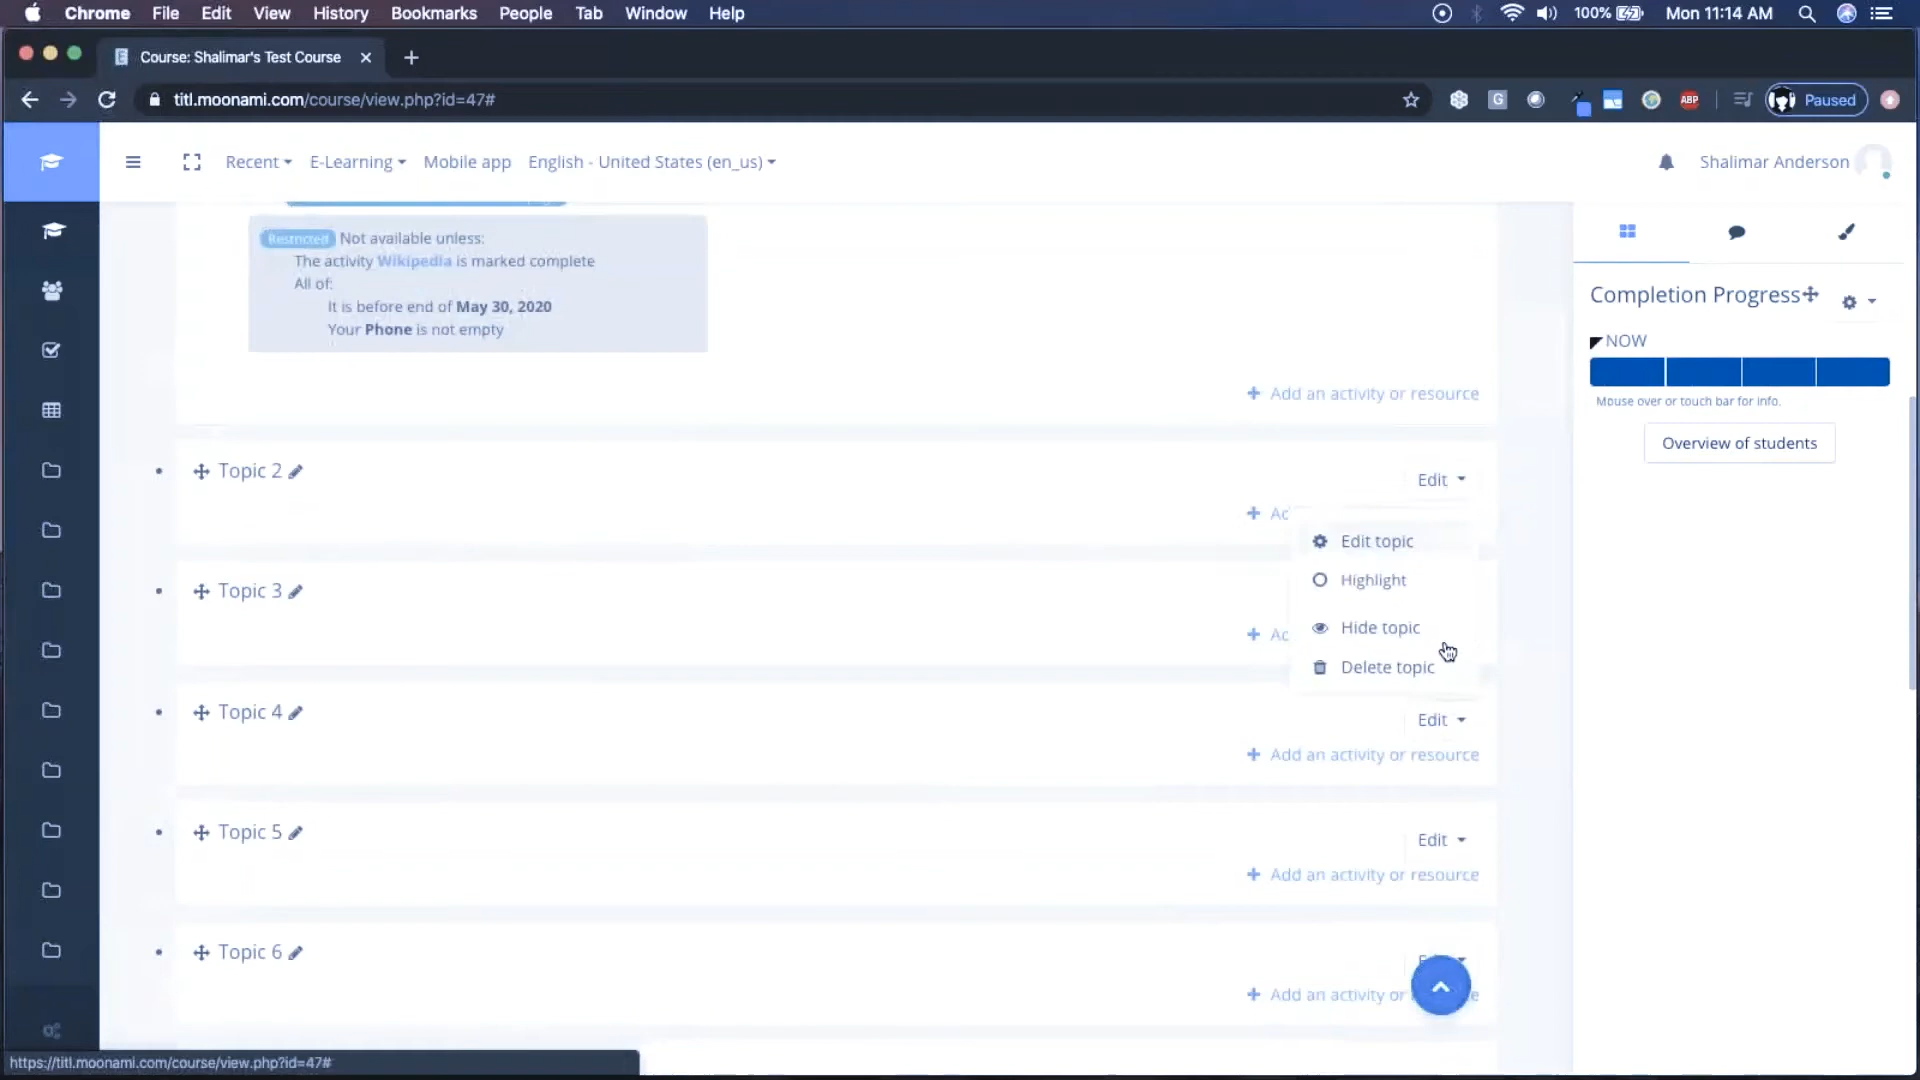 Chrome File Edit View History Bookmarks People Tab Window Help
100% Mon 11:14 AM
Course: Shalimar's Test Course
titl.moonami.com/course/view.php?id=47#
G
ABP
Paused
Recent E-Learning Mobile app English - United States (en_us)
Shalimar Anderson
Restricted Not available unless:
The activity Wikipedia is marked complete
All of:
It is before end of May 30, 2020
Your Phone is not empty
+ Add an activity or resource
Topic 2
Edit
+ Ac
Edit topic
Highlight
Hide topic
Delete topic
Topic 3
+ Ac
Topic 4
Edit
+ Add an activity or resource
Topic 5
Edit
+ Add an activity or resource
Topic 6
+ Add an activity or
Completion Progress
NOW
Mouse over or touch bar for info.
Overview of students
https://titl.moonami.com/course/view.php?id=47#